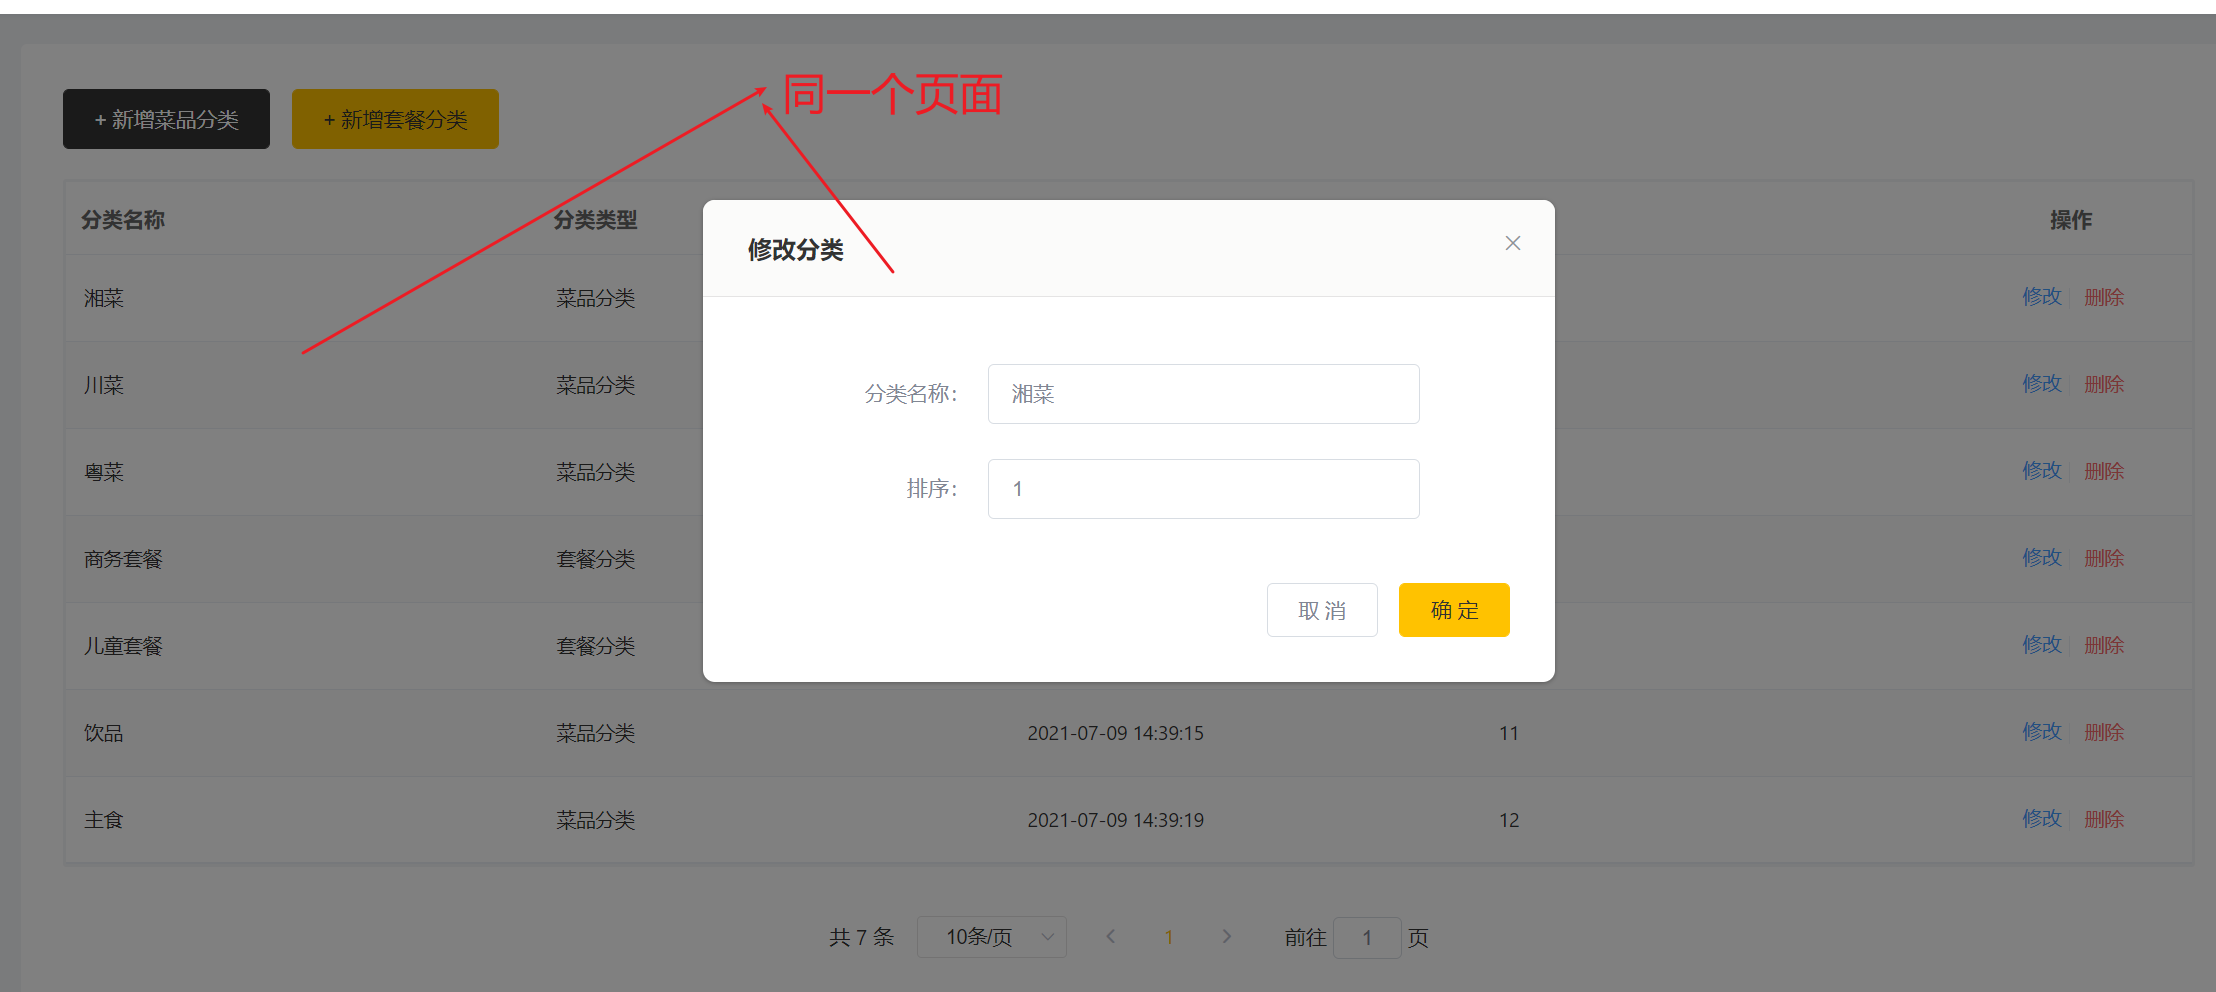 同一个页面
+ 新增菜品分类 + 新增套餐分类
分类名称 分类类型 操作
修改分类
湘菜 菜品分类 修改 删除
川菜 菜品分类 修改 删除
分类名称: 湘菜
粤菜 菜品分类 修改 删除
排序: 1
商务套餐 套餐分类 修改 删除
取 消 确 定
儿童套餐 套餐分类 修改 删除
饮品 菜品分类 2021-07-09 14:39:15 11 修改 删除
主食 菜品分类 2021-07-09 14:39:19 12 修改 删除
共 7 条 10条/页 1 前往 1 页